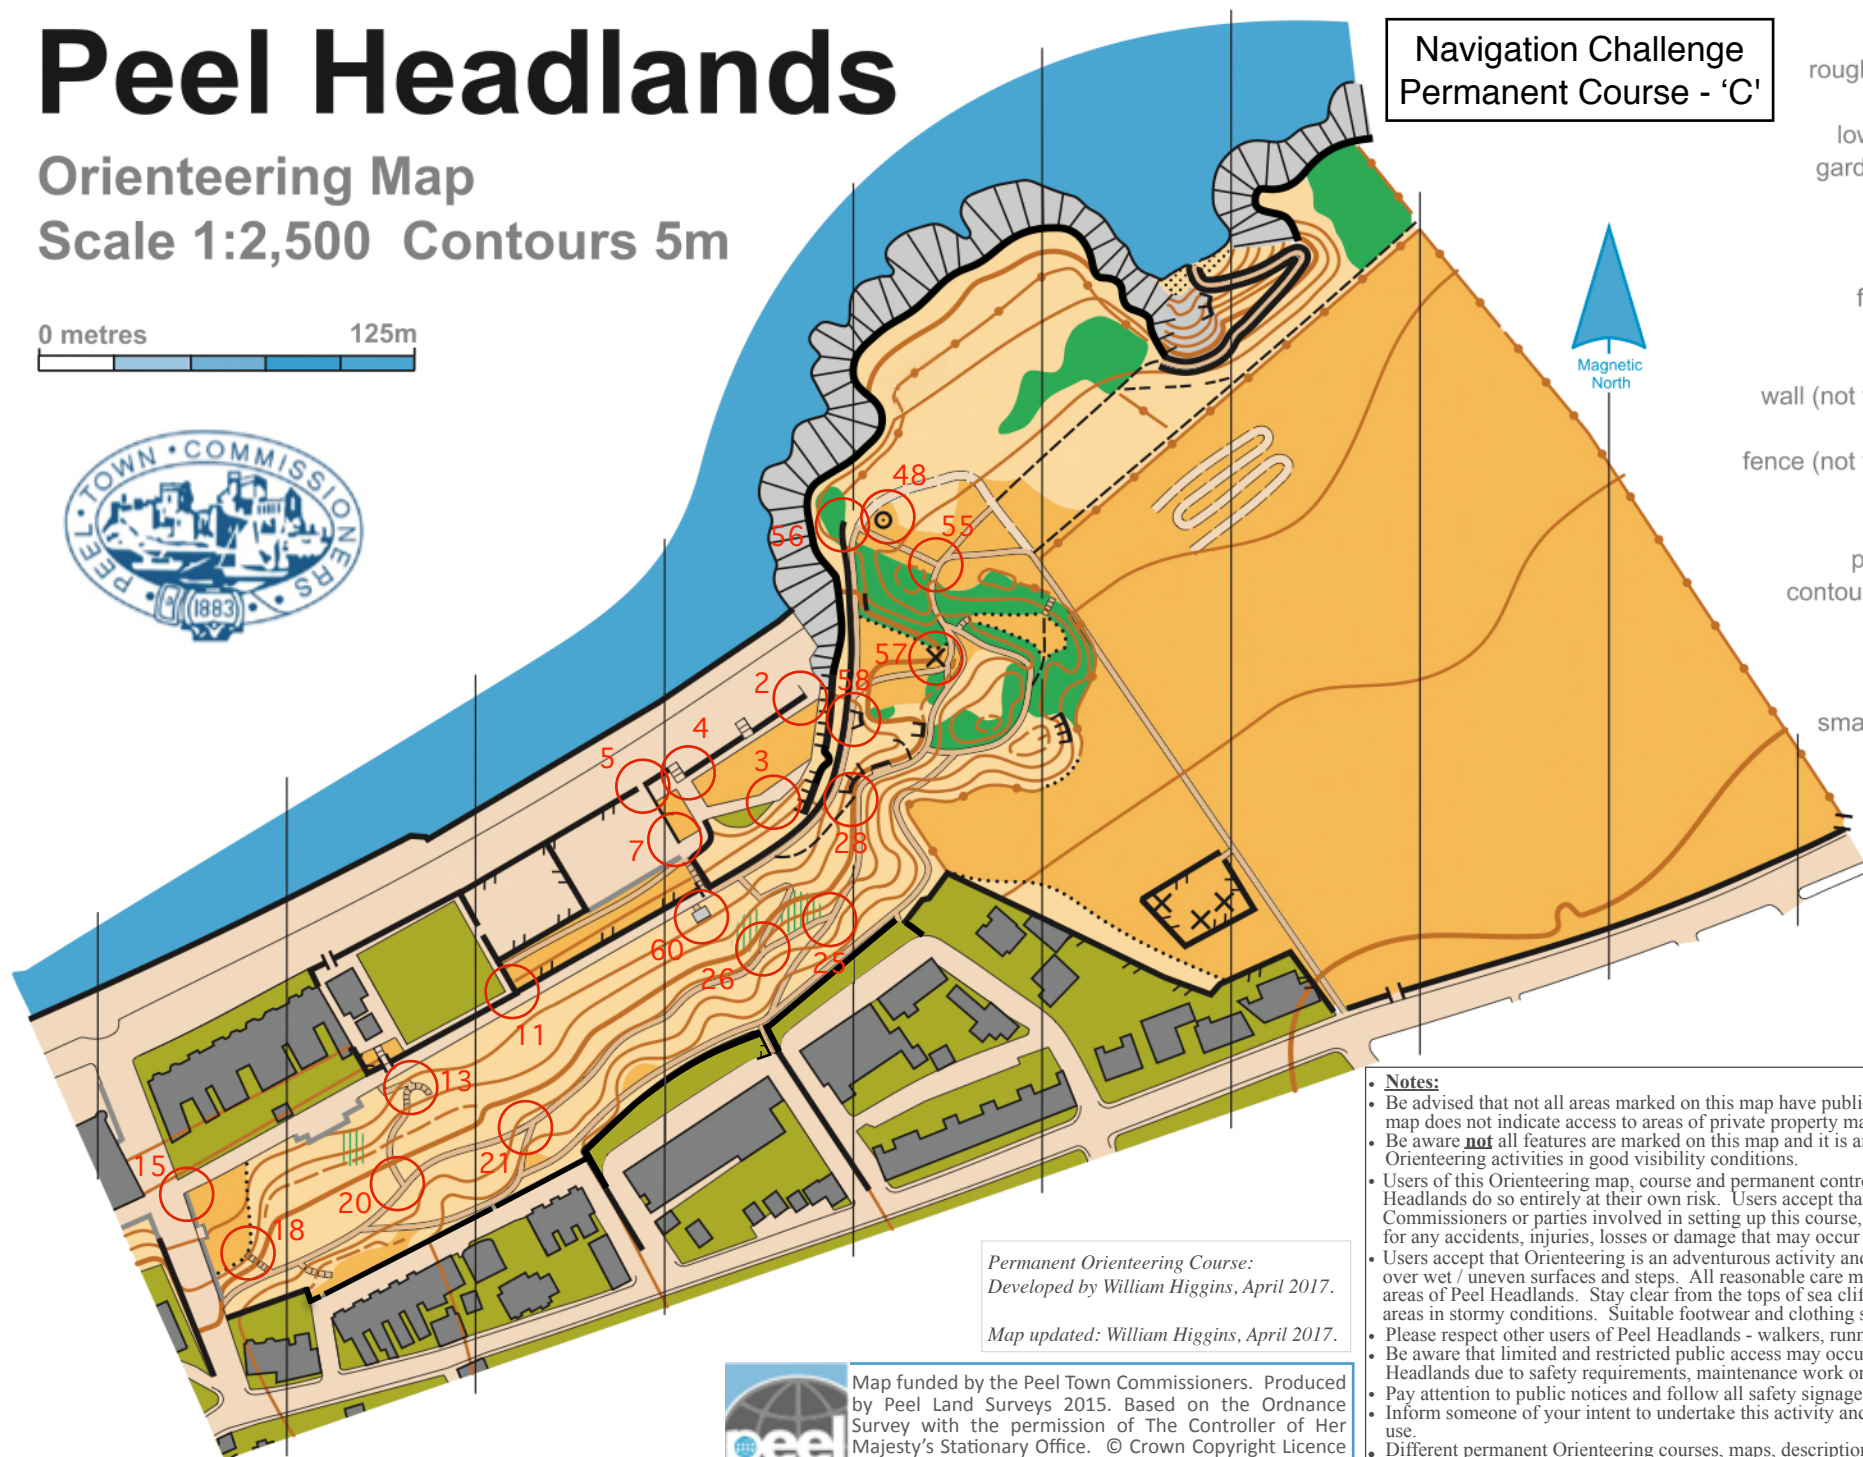 Peel Headlands
Orienteering Map
Scale 1:2,500 Contours 5m
0 metres 125m
PEEL • TOWN • COMMISSIONERS •
1883
Navigation Challenge
Permanent Course - ‘C'
Magnetic
North
wall (not
fence (not
48
56
55
57
58
2
4
5
3
7
28
60
26
25
11
13
21
20
15
18
Permanent Orienteering Course:
Developed by William Higgins, April 2017.
Map updated: William Higgins, April 2017.
peel
Map funded by the Peel Town Commissioners. Produced
by Peel Land Surveys 2015. Based on the Ordnance
Survey with the permission of The Controller of Her
Majesty's Stationary Office. © Crown Copyright Licence
• Notes:
• Be advised that not all areas marked on this map have publi
map does not indicate access to areas of private property ma
• Be aware not all features are marked on this map and it is a
Orienteering activities in good visibility conditions.
• Users of this Orienteering map, course and permanent contr
Headlands do so entirely at their own risk. Users accept tha
Commissioners or parties involved in setting up this course,
for any accidents, injuries, losses or damage that may occur
• Users accept that Orienteering is an adventurous activity and
over wet / uneven surfaces and steps. All reasonable care m
areas of Peel Headlands. Stay clear from the tops of sea clif
areas in stormy conditions. Suitable footwear and clothing s
• Please respect other users of Peel Headlands - walkers, runn
• Be aware that limited and restricted public access may occu
Headlands due to safety requirements, maintenance work or
• Pay attention to public notices and follow all safety signage
• Inform someone of your intent to undertake this activity and
use.
• Different permanent Orienteering courses, maps, description